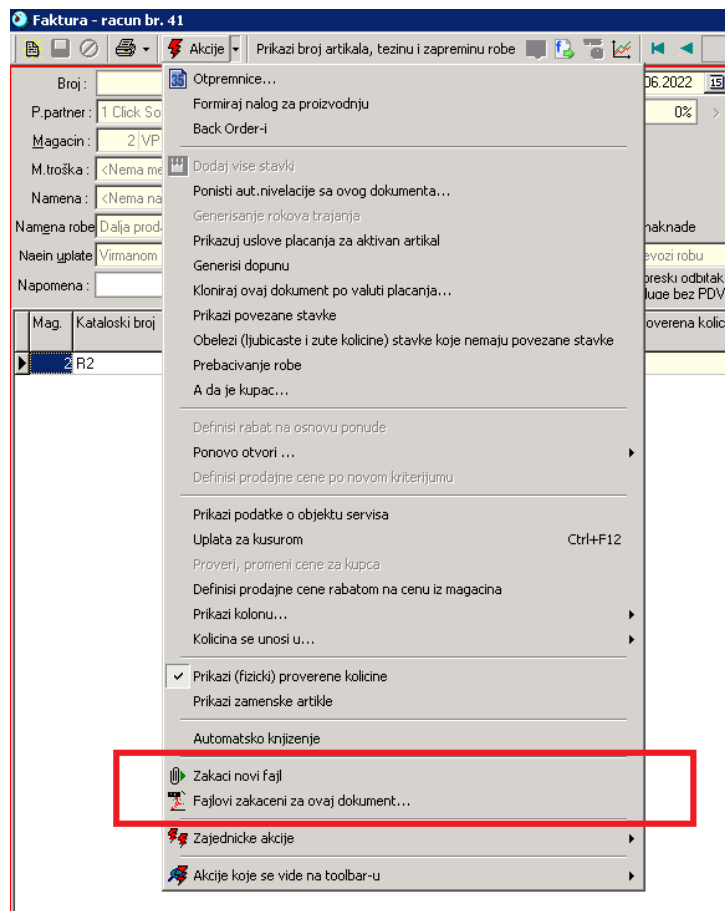 Faktura - racun br. 41
Akcije Prikazi broj artikala, tezinu i zapreminu robe
Broj :
06.2022 15
P.partner : 1 Click So
0% >
Magacin : 2 VP
M.troška : <Nema me
Namena : <Nema na
Namena robe Dalja prod
naknade
Naein uplate Virmanom
evozi robu
Napomena :
preski odbitak
luge bez PDV
Mag. Kataloski broj
overena kolic
2 R2
35 Otpremnice...
Formiraj nalog za proizvodnju
Back Order-i
Dodaj vise stavki
Ponisti aut.nivelacije sa ovog dokumenta...
Generisanje rokova trajanja
Prikazuj uslove placanja za aktivan artikal
Generisi dopunu
Kloniraj ovaj dokument po valuti placanja...
Prikazi povezane stavke
Obelezi (ljubicaste i zute kolicine) stavke koje nemaju povezane stavke
Prebacivanje robe
A da je kupac...
Definisi rabat na osnovu ponude
Ponovo otvori ...
Definisi prodajne cene po novom kriterijumu
Prikazi podatke o objektu servisa
Uplata za kusurom Ctrl+F12
Proveri, promeni cene za kupca
Definisi prodajne cene rabatom na cenu iz magacina
Prikazi kolonu...
Kolicina se unosi u...
Prikazi (fizicki) proverene kolicine
Prikazi zamenske artikle
Automatsko knjizenje
Zakaci novi fajl
Fajlovi zakaceni za ovaj dokument...
Zajednicke akcije
Akcije koje se vide na toolbar-u